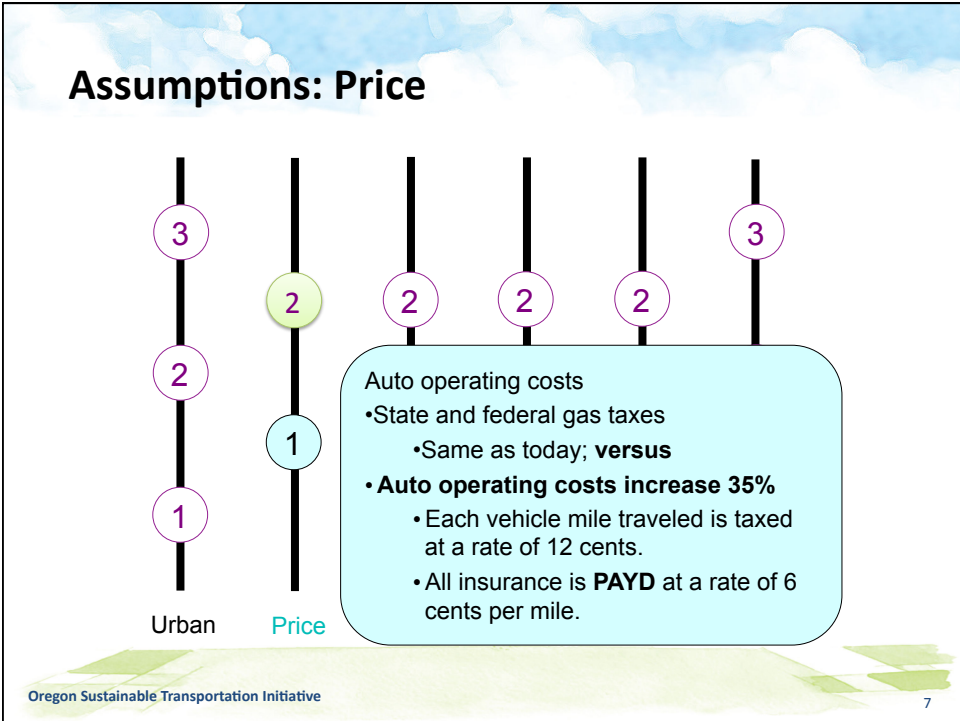 Assumptions: Price
3
3
2
2
2
2
2
1
1
Auto operating costs
•State and federal gas taxes
•Same as today; versus
• Auto operating costs increase 35%
• Each vehicle mile traveled is taxed
at a rate of 12 cents.
• All insurance is PAYD at a rate of 6
cents per mile.
Urban
Price
Oregon Sustainable Transportation Initiative
7